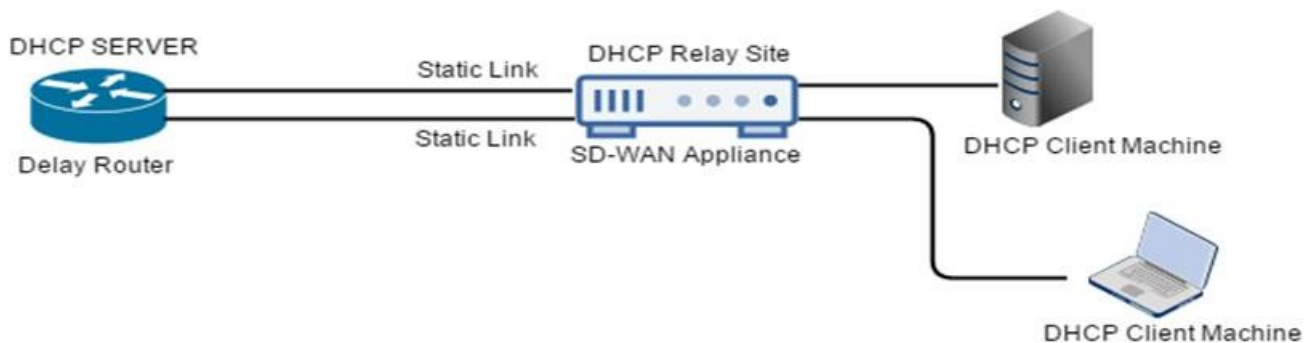 DHCP SERVER
Delay Router
Static Link
Static Link
DHCP Relay Site
SD-WAN Appliance
DHCP Client Machine
DHCP Client Machine